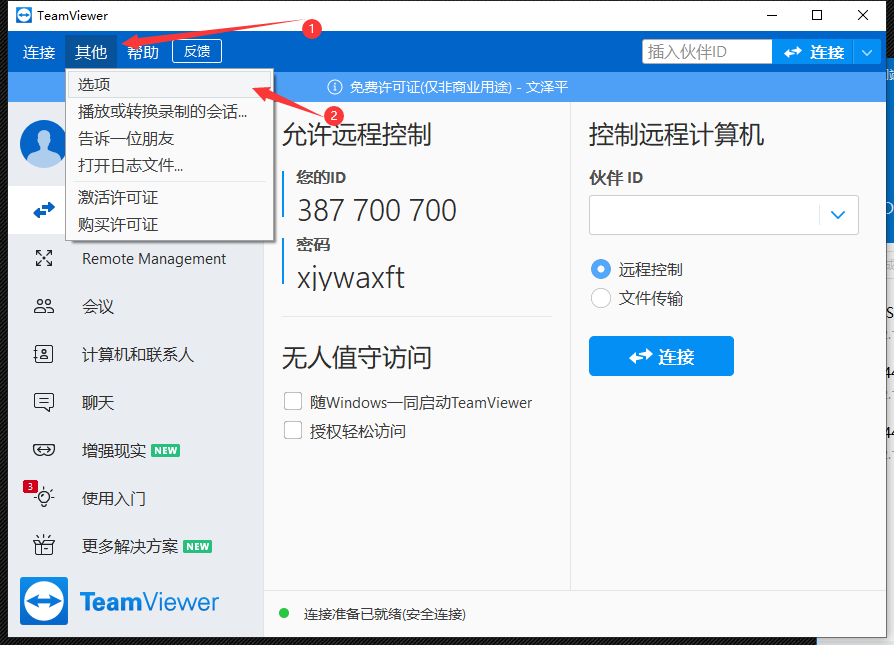 TeamViewer
1
连接 其他 帮助 反馈 插入伙伴ID 连接
免费许可证(仅非商业用途) - 文泽平
选项
播放或转换录制的会话...
告诉一位朋友
打开日志文件...
激活许可证
购买许可证
2
Remote Management
会议
计算机和联系人
聊天
增强现实 NEW
3
使用入门
更多解决方案 NEW
TeamViewer
允许远程控制
您的ID
387 700 700
密码
xjywaxft
无人值守访问
随Windows一同启动TeamViewer
授权轻松访问
控制远程计算机
伙伴 ID
远程控制
文件传输
连接
连接准备已就绪(安全连接)